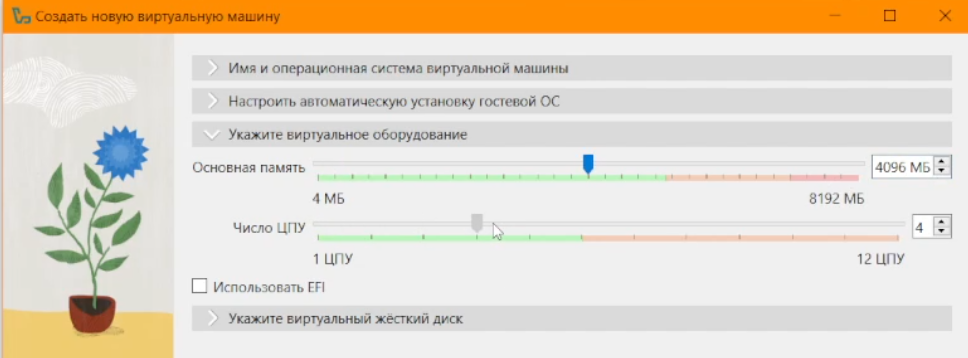 Создать новую виртуальную машину
Имя и операционная система виртуальной машины
Настроить автоматическую установку гостевой ОС
Укажите виртуальное оборудование
Основная память 4096 МБ
4 МБ 8192 МБ
Число ЦПУ 4
1 ЦПУ 12 ЦПУ
Использовать EFI
Укажите виртуальный жёсткий диск